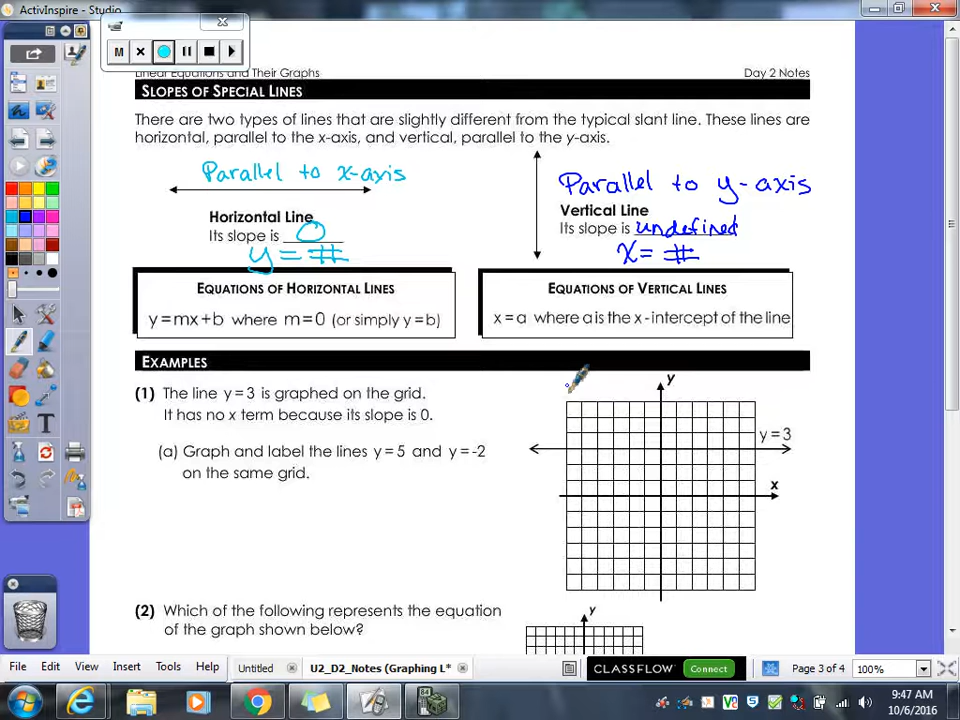 ActivInspire - Studio
M
Linear Equations and Their Graphs
Day 2 Notes
SLOPES OF SPECIAL LINES
There are two types of lines that are slightly different from the typical slant line. These lines are
horizontal, parallel to the x-axis, and vertical, parallel to the y-axis.
Parallel to x-axis
Horizontal Line
Its slope is 0
y = #
Parallel to y-axis
Vertical Line
Its slope is undefined
x = #
EQUATIONS OF HORIZONTAL LINES
y = mx + b where m = 0 (or simply y = b)
EQUATIONS OF VERTICAL LINES
x = a where a is the x - intercept of the line
EXAMPLES
(1) The line y = 3 is graphed on the grid.
It has no x term because its slope is 0.
(a) Graph and label the lines y = 5 and y = -2
on the same grid.
y
y = 3
x
(2) Which of the following represents the equation
of the graph shown below?
y
File Edit View Insert Tools Help
Untitled
U2_D2_Notes (Graphing L*
CLASSFLOW Connect
Page 3 of 4
100%
9:47 AM
10/6/2016